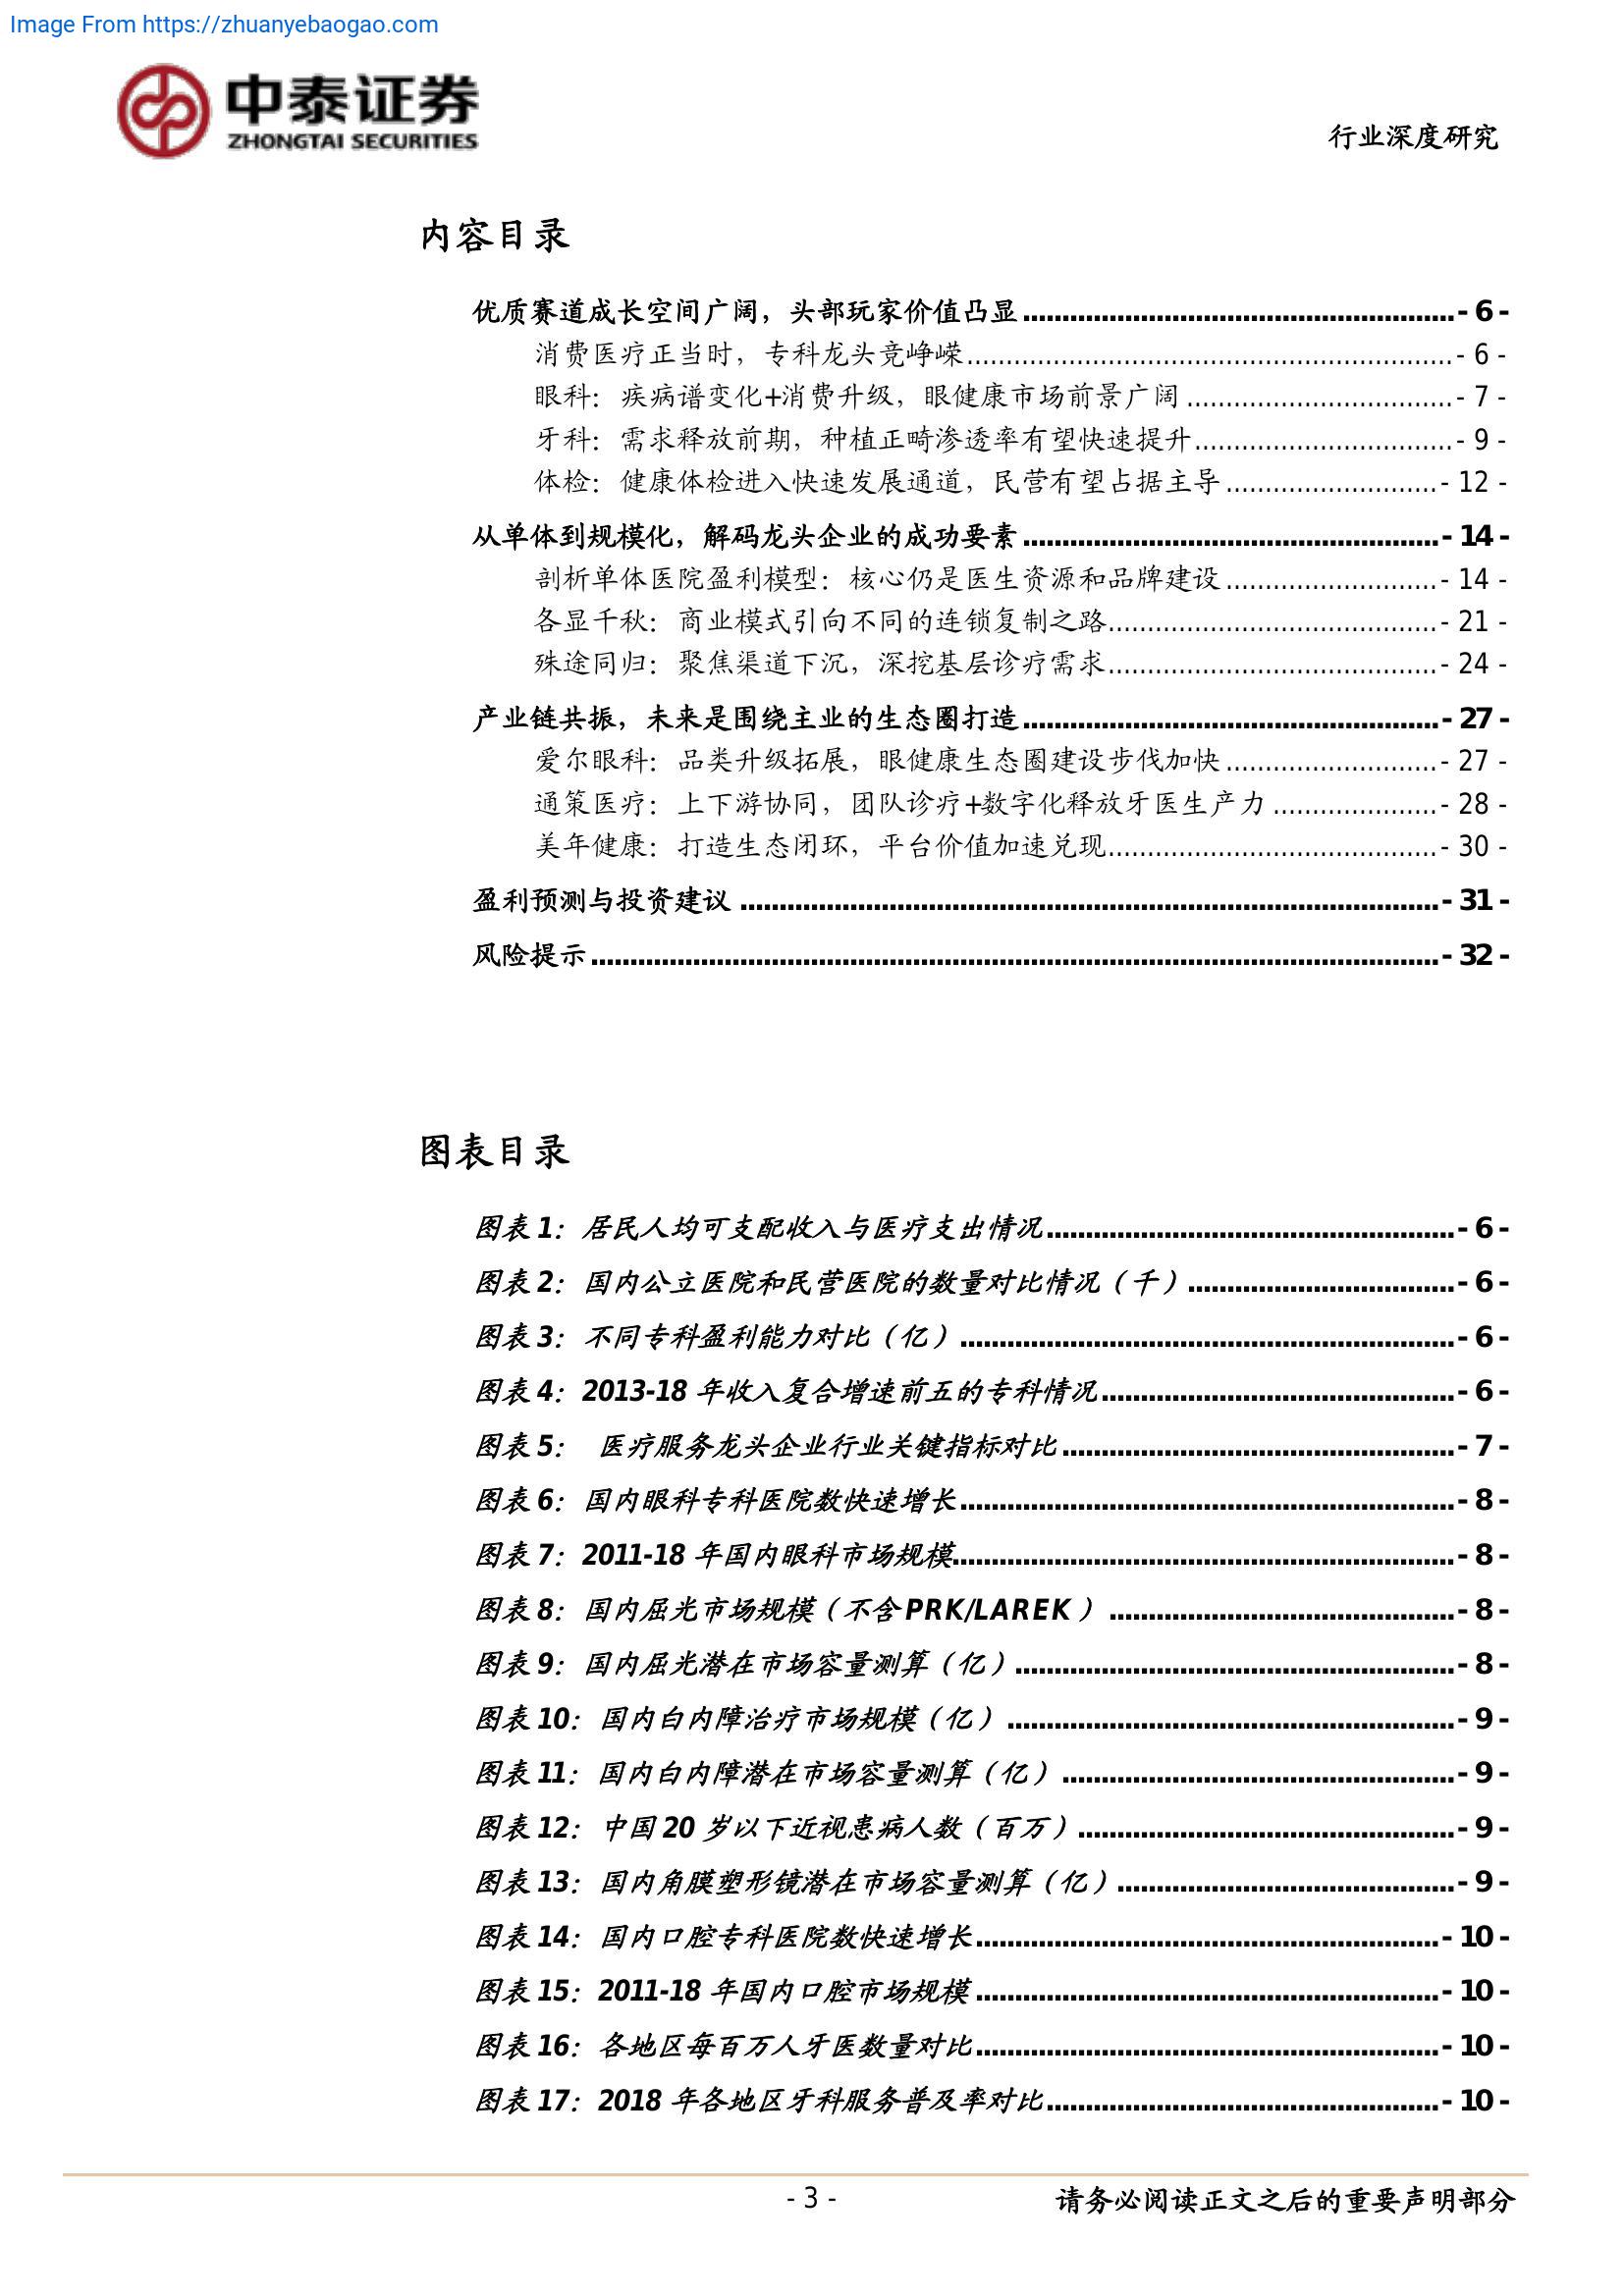 Image From https://zhuanyebaogao.com
中泰证券
ZHONGTAI SECURITIES
行业深度研究
内容目录
优质赛道成长空间广阔，头部玩家价值凸显........................................................- 6 -
消费医疗正当时，专科龙头竞峥嵘..............................................................- 6 -
眼科：疾病谱变化+消费升级，眼健康市场前景广阔 ..................................- 7 -
牙科：需求释放前期，种植正畸渗透率有望快速提升.................................- 9 -
体检：健康体检进入快速发展通道，民营有望占据主导 ...........................- 12 -
从单体到规模化，解码龙头企业的成功要素 .....................................................- 14 -
剖析单体医院盈利模型：核心仍是医生资源和品牌建设 ...........................- 14 -
各显千秋：商业模式引向不同的连锁复制之路..........................................- 21 -
殊途同归：聚焦渠道下沉，深挖基层诊疗需求..........................................- 24 -
产业链共振，未来是围绕主业的生态圈打造 .....................................................- 27 -
爱尔眼科：品类升级拓展，眼健康生态圈建设步伐加快 ...........................- 27 -
通策医疗：上下游协同，团队诊疗+数字化释放牙医生产力 .....................- 28 -
美年健康：打造生态闭环，平台价值加速兑现..........................................- 30 -
盈利预测与投资建议 .........................................................................................- 31 -
风险提示 ............................................................................................................- 32 -
图表目录
图表 1：居民人均可支配收入与医疗支出情况....................................................- 6 -
图表 2：国内公立医院和民营医院的数量对比情况（千）..................................- 6 -
图表 3：不同专科盈利能力对比（亿）...............................................................- 6 -
图表 4：2013-18 年收入复合增速前五的专科情况.............................................- 6 -
图表 5： 医疗服务龙头企业行业关键指标对比..................................................- 7 -
图表 6：国内眼科专科医院数快速增长...............................................................- 8 -
图表 7：2011-18 年国内眼科市场规模................................................................- 8 -
图表 8：国内屈光市场规模（不含 PRK/LAREK ）............................................- 8 -
图表 9：国内屈光潜在市场容量测算（亿）........................................................- 8 -
图表 10：国内白内障治疗市场规模（亿）.........................................................- 9 -
图表 11：国内白内障潜在市场容量测算（亿）..................................................- 9 -
图表 12：中国 20 岁以下近视患病人数（百万）................................................- 9 -
图表 13：国内角膜塑形镜潜在市场容量测算（亿）...........................................- 9 -
图表 14：国内口腔专科医院数快速增长...........................................................- 10 -
图表 15：2011-18 年国内口腔市场规模...........................................................- 10 -
图表 16：各地区每百万人牙医数量对比...........................................................- 10 -
图表 17：2018 年各地区牙科服务普及率对比..................................................- 10 -
- 3 -
请务必阅读正文之后的重要声明部分